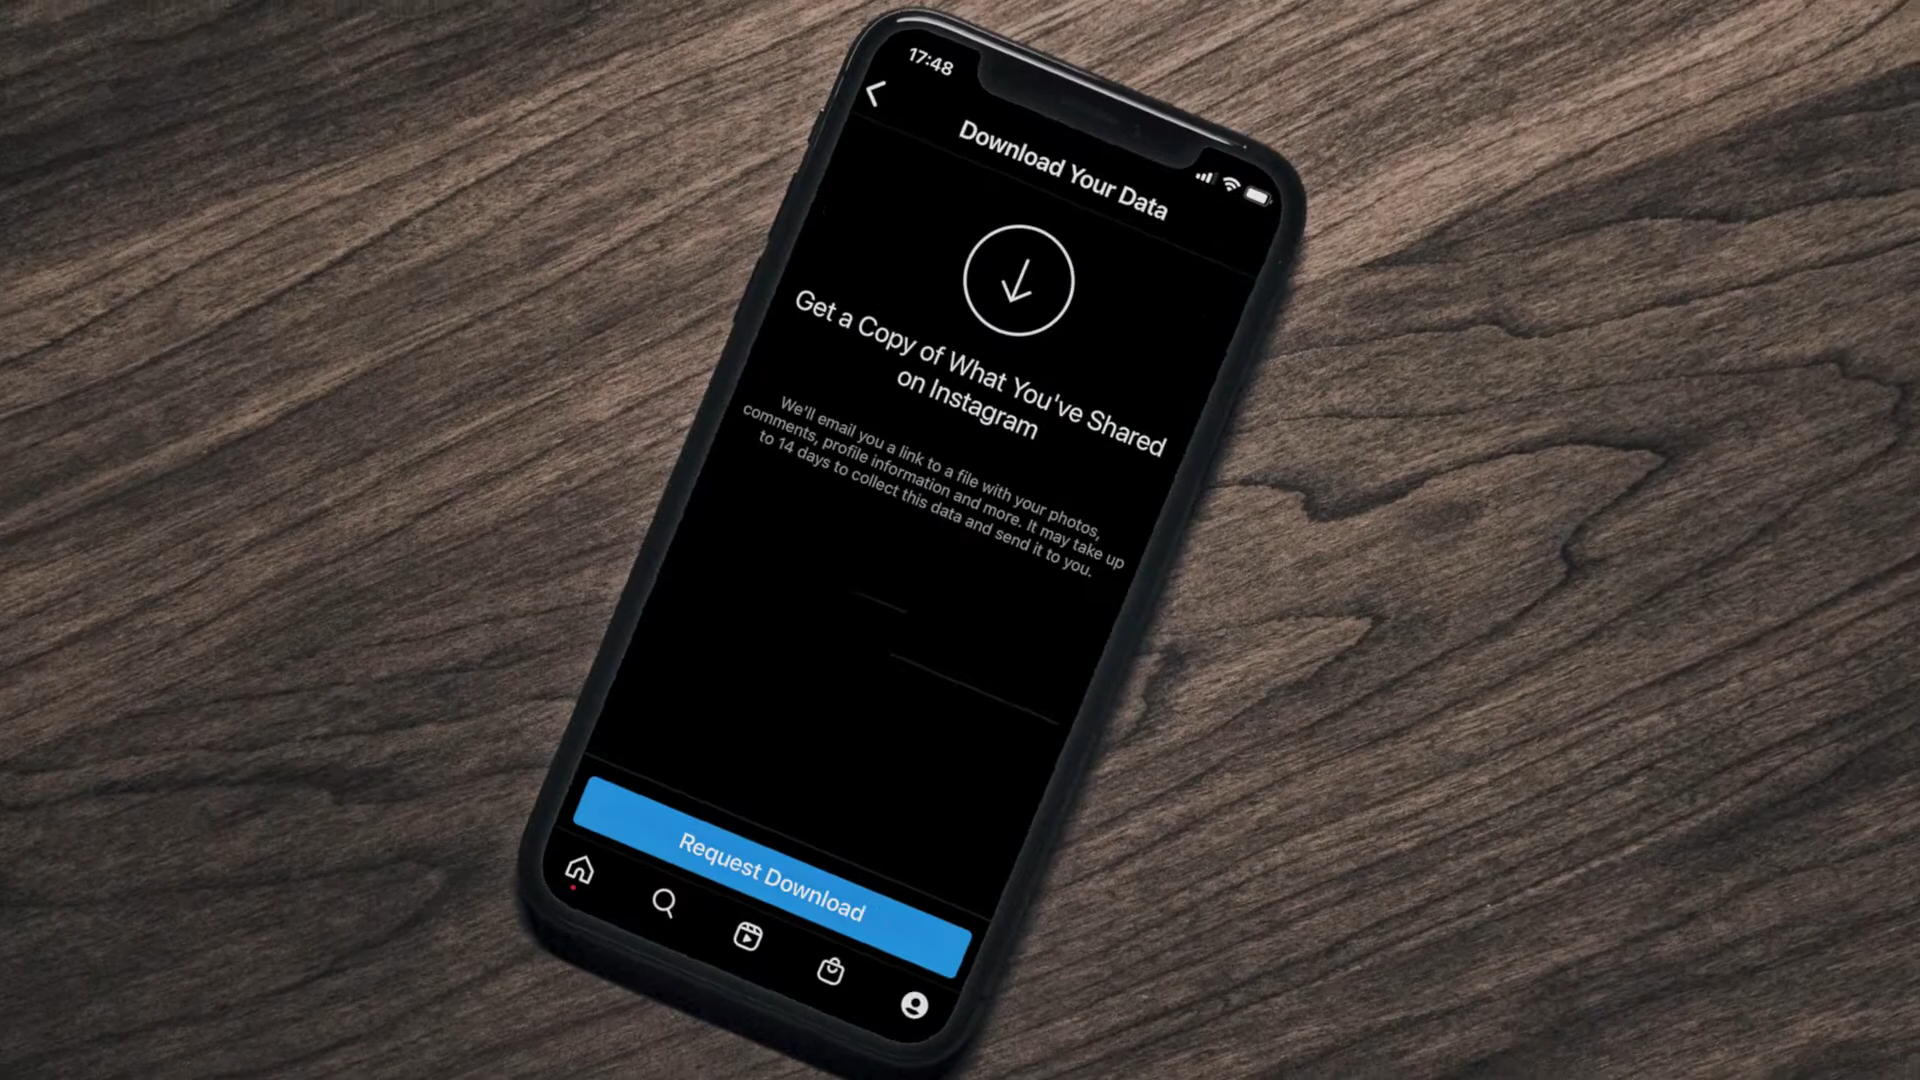 17:48
Download Your Data
Get a Copy of What You've Shared
on Instagram
We'll email you a link to a file with your photos,
comments, profile information and more. It may take up
to 14 days to collect this data and send it to you.
Request Download